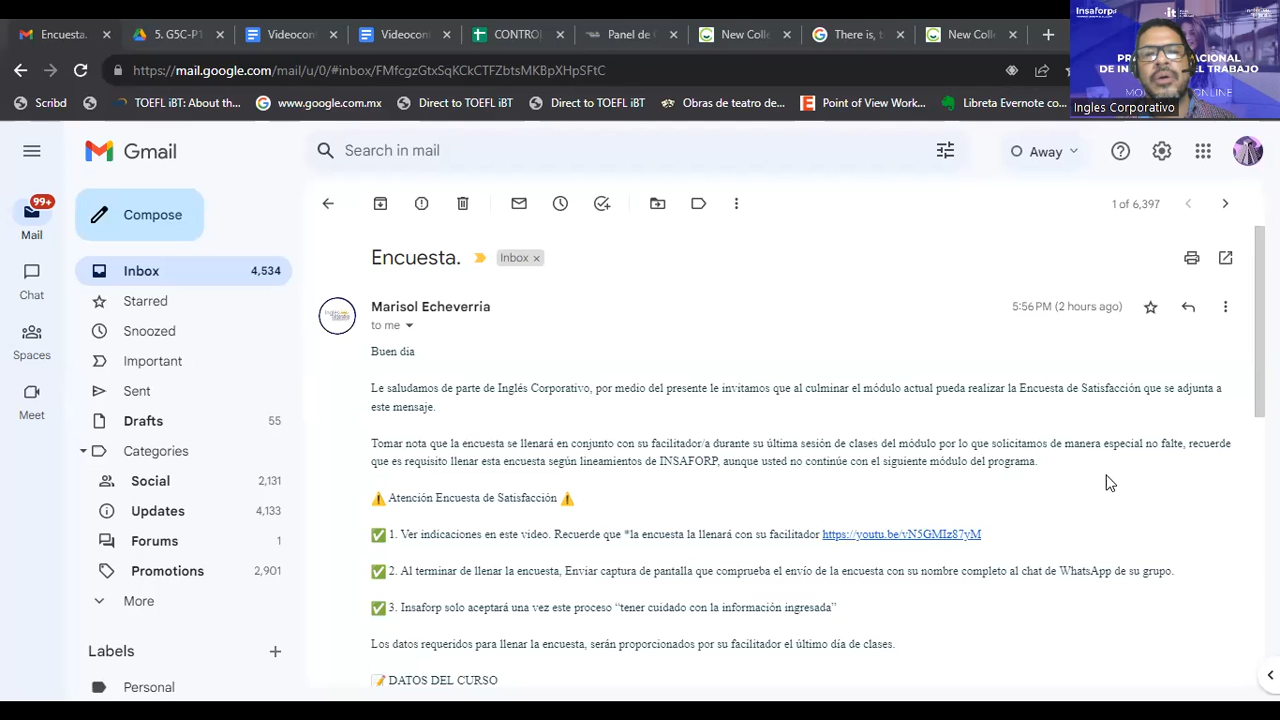 Encuesta.
5. G5C-P1
Videocon
Videocon
CONTRO
Panel de
New Colle
There is, t
New Colle
https://mail.google.com/mail/u/0/#inbox/FMfcgzGtxSqKCkCTFZbtsMKBpXHpSFtC
Scribd
TOEFL iBT: About th...
www.google.com.mx
Direct to TOEFL iBT
Direct to TOEFL iBT
Obras de teatro de...
Point of View Work...
Libreta Evernote co...
Insaforp
DE IN
EL TRABAJO
ONLINE
Ingles Corporativo
Gmail
Search in mail
Away
99+
Mail
Chat
Spaces
Meet
Compose
Inbox 4,534
Starred
Snoozed
Important
Sent
Drafts 55
Categories
Social 2,131
Updates 4,133
Forums 1
Promotions 2,901
More
Labels
Personal
1 of 6,397
Encuesta.
Inbox
Marisol Echeverria
5:56 PM (2 hours ago)
to me
Buen dia
Le saludamos de parte de Inglés Corporativo, por medio del presente le invitamos que al culminar el módulo actual pueda realizar la Encuesta de Satisfacción que se adjunta a
este mensaje.
Tomar nota que la encuesta se llenará en conjunto con su facilitador/a durante su última sesión de clases del módulo por lo que solicitamos de manera especial no falte, recuerde
que es requisito llenar esta encuesta según lineamientos de INSAFORP, aunque usted no continúe con el siguiente módulo del programa.
⚠️ Atención Encuesta de Satisfacción ⚠️
✅ 1. Ver indicaciones en este video. Recuerde que *la encuesta la llenará con su facilitador https://youtu.be/vN5GMIz87yM
✅ 2. Al terminar de llenar la encuesta, Enviar captura de pantalla que comprueba el envío de la encuesta con su nombre completo al chat de WhatsApp de su grupo.
✅ 3. Insaforp solo aceptará una vez este proceso “tener cuidado con la información ingresada”
Los datos requeridos para llenar la encuesta, serán proporcionados por su facilitador el último día de clases.
📝 DATOS DEL CURSO